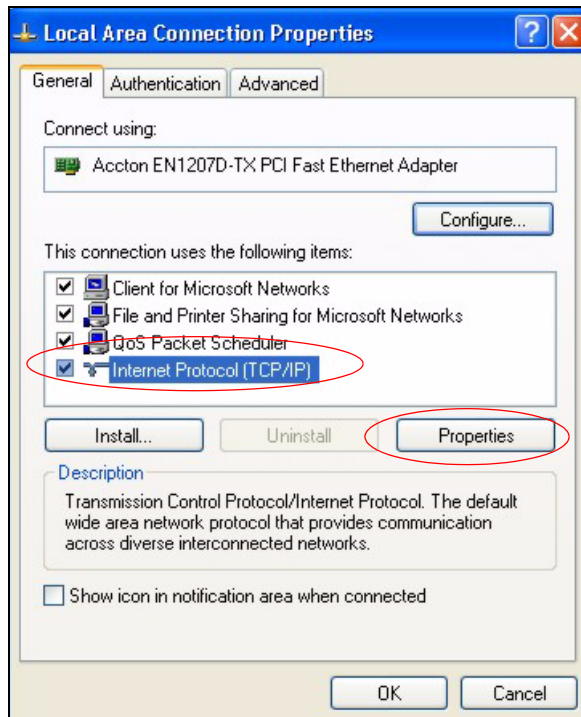 Local Area Connection Properties
General Authentication Advanced
Connect using:
Accton EN1207D-TX PCI Fast Ethernet Adapter
Configure...
This connection uses the following items:
Client for Microsoft Networks
File and Printer Sharing for Microsoft Networks
QoS Packet Scheduler
Internet Protocol (TCP/IP)
Install... Uninstall Properties
Description
Transmission Control Protocol/Internet Protocol. The default
wide area network protocol that provides communication
across diverse interconnected networks.
Show icon in notification area when connected
OK Cancel